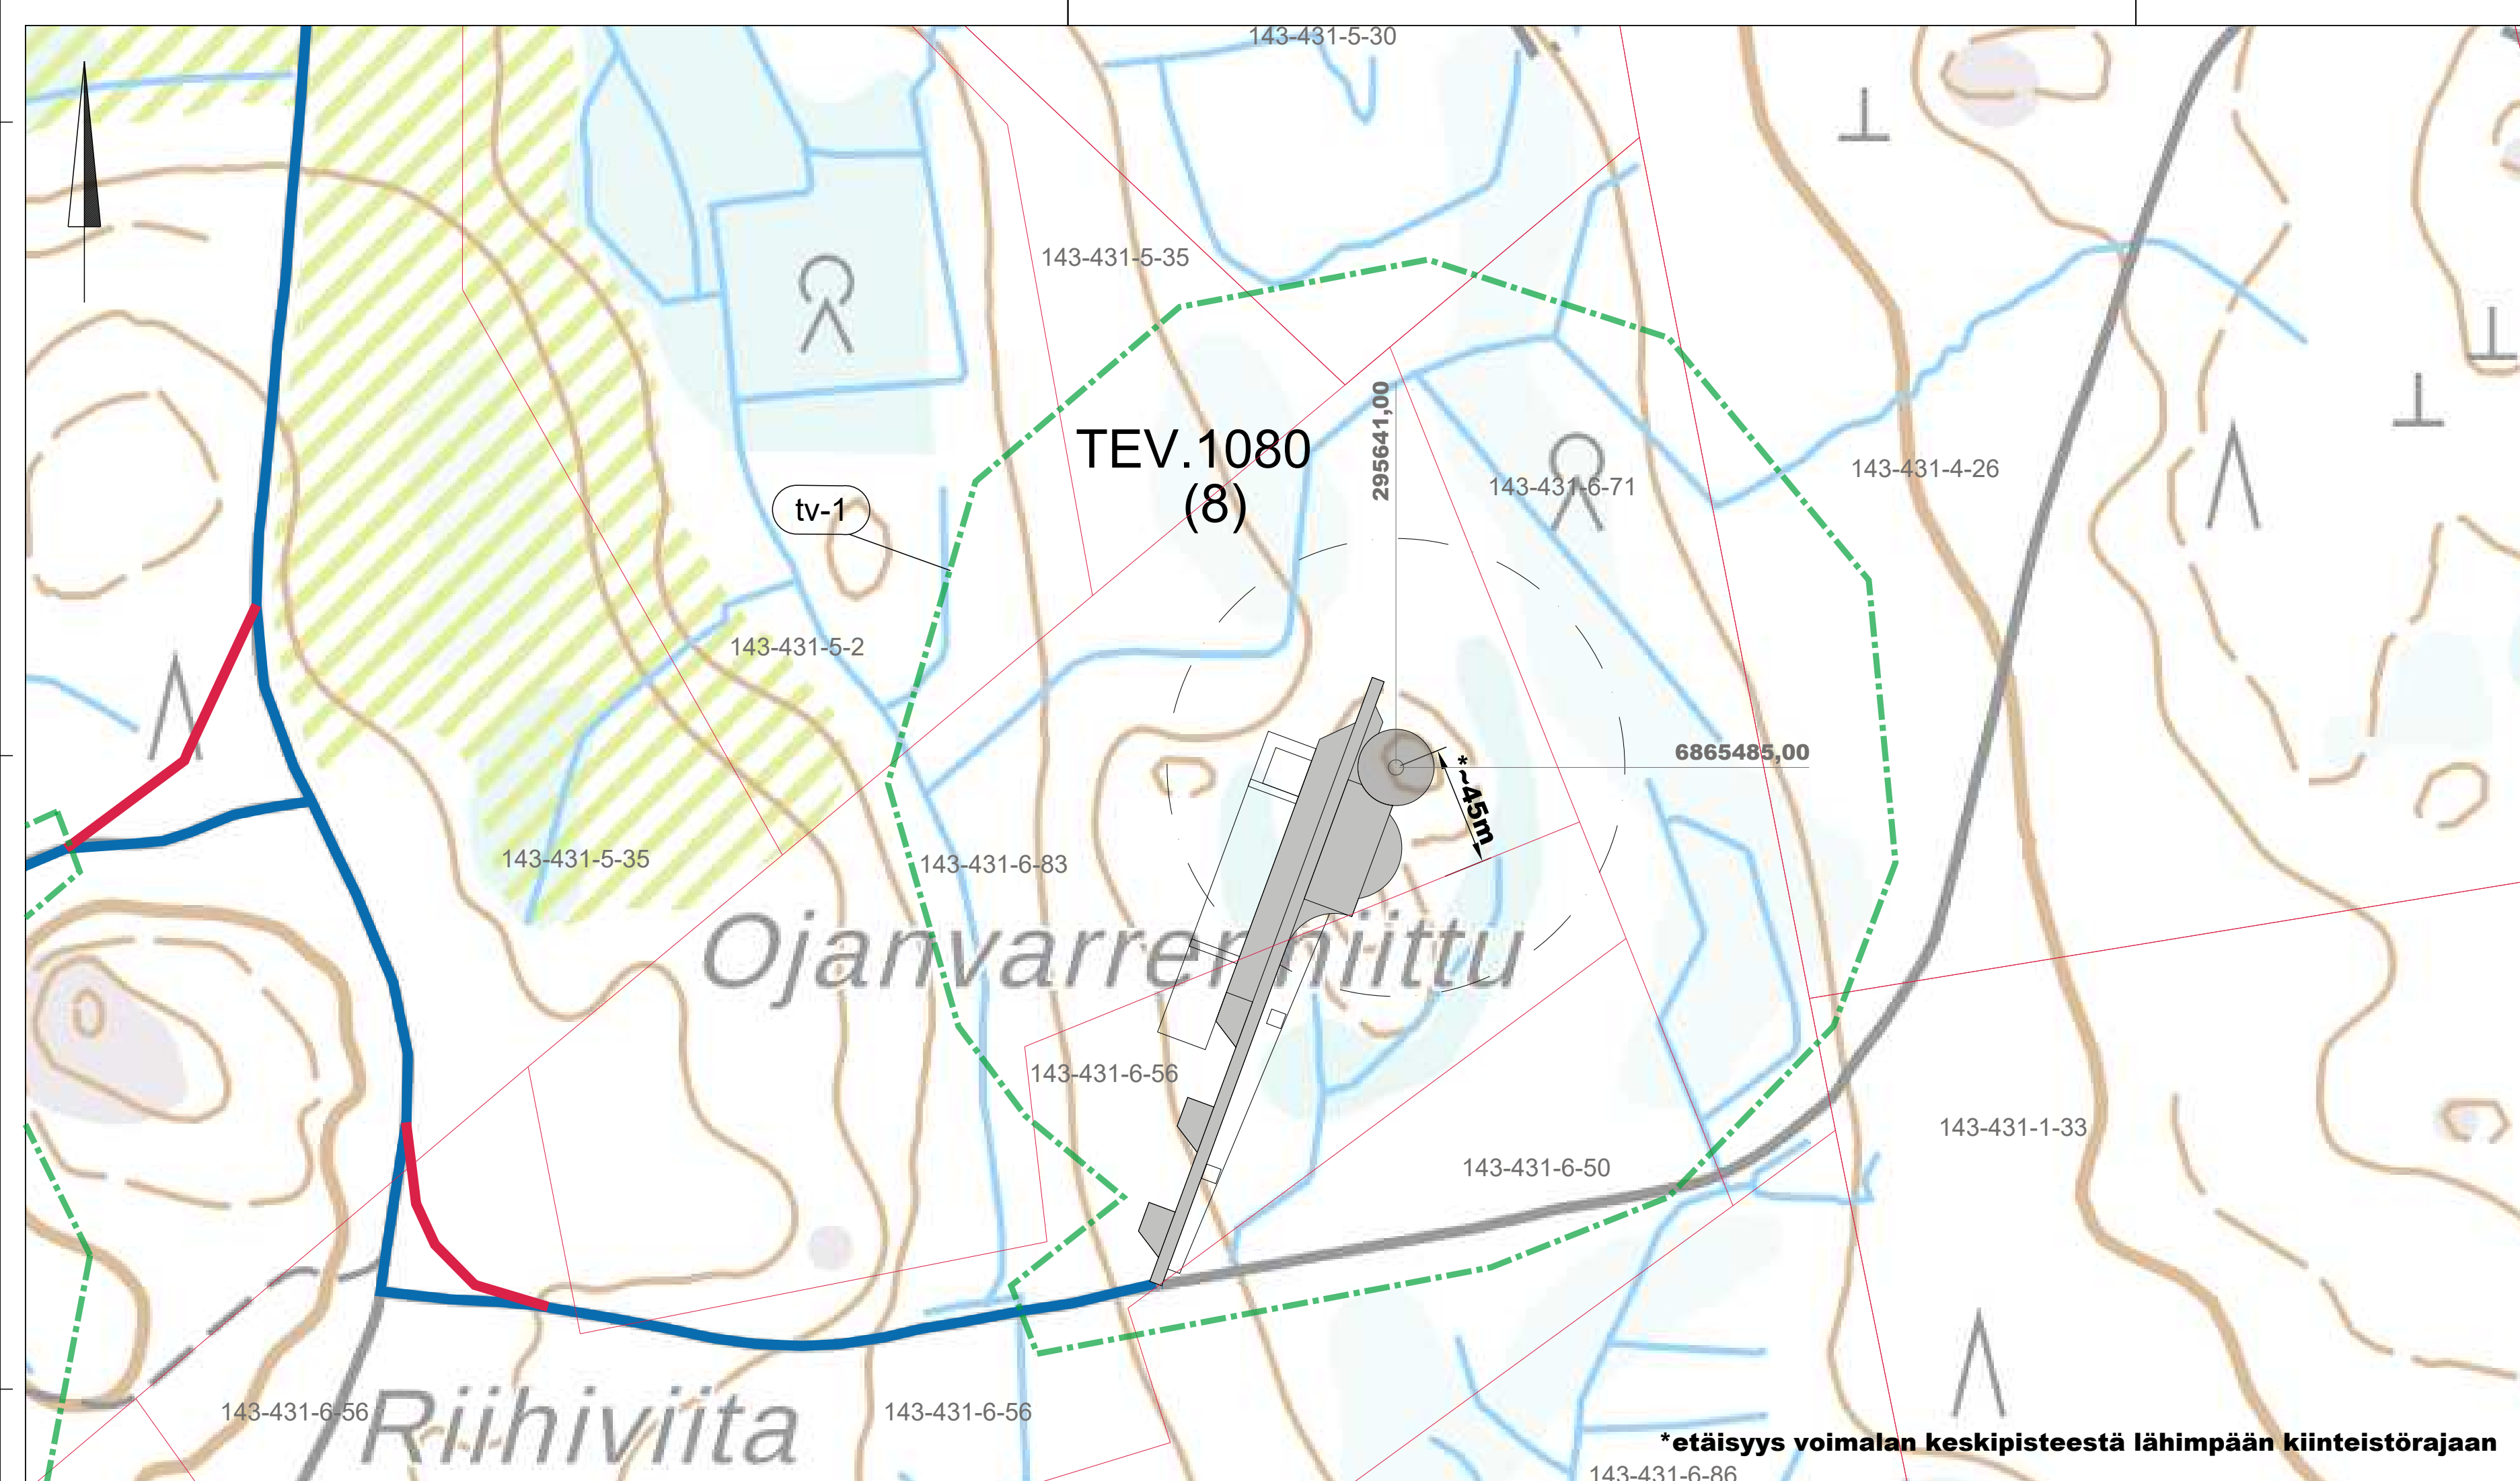 143-431-5-30
143-431-5-35
TEV.1080
(8)
295641,00
143-431-6-71
143-431-4-26
tv-1
143-431-5-2
6865485,00
*~45m
143-431-5-35
143-431-6-83
Ojanvarrenniittu
143-431-6-56
143-431-1-33
143-431-6-50
143-431-6-56
Riihiviita
143-431-6-56
*etäisyys voimalan keskipisteestä lähimpään kiinteistörajaan
143-431-6-86